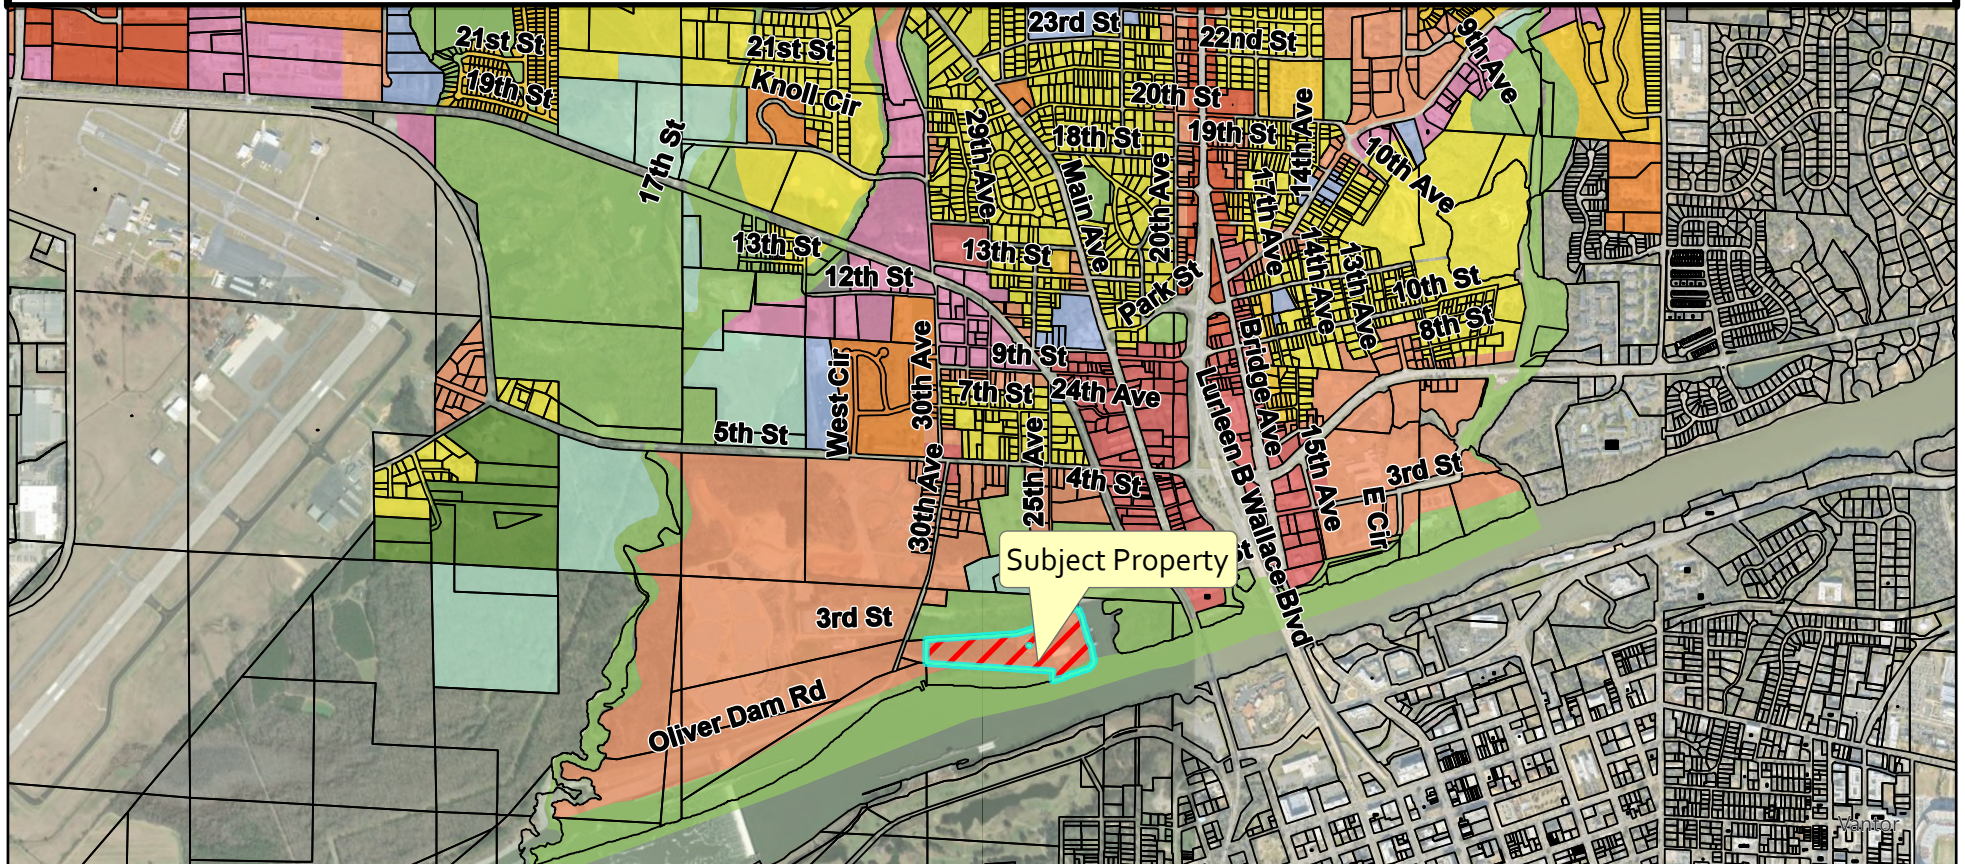 23rd St
21st St
21st St
22nd St
9th Ave
19th St
Knoll Cir
20th St
14th Ave
17th St
29th Ave
18th St
19th St
10th Ave
Main Ave
20th Ave
17th Ave
13th St
13th St
14th Ave
13th Ave
12th St
Park St
10th St
8th St
30th Ave
9th St
Bridge Ave
West Cir
7th St
24th Ave
Lurleen B Wallace Blvd
5th St
25th Ave
15th Ave
30th Ave
4th St
3rd St
E Cir
St
Subject Property
3rd St
Oliver Dam Rd
Vantor